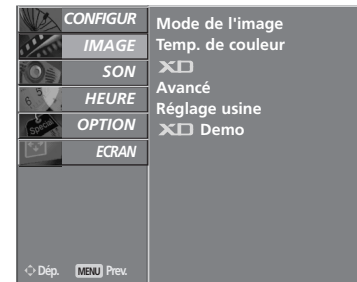 CONFIGUR
IMAGE
SON
HEURE
OPTION
ECRAN
Mode de l'image
Temp. de couleur
XD
Avancé
Réglage usine
XD Demo
Dép. MENU Prev.